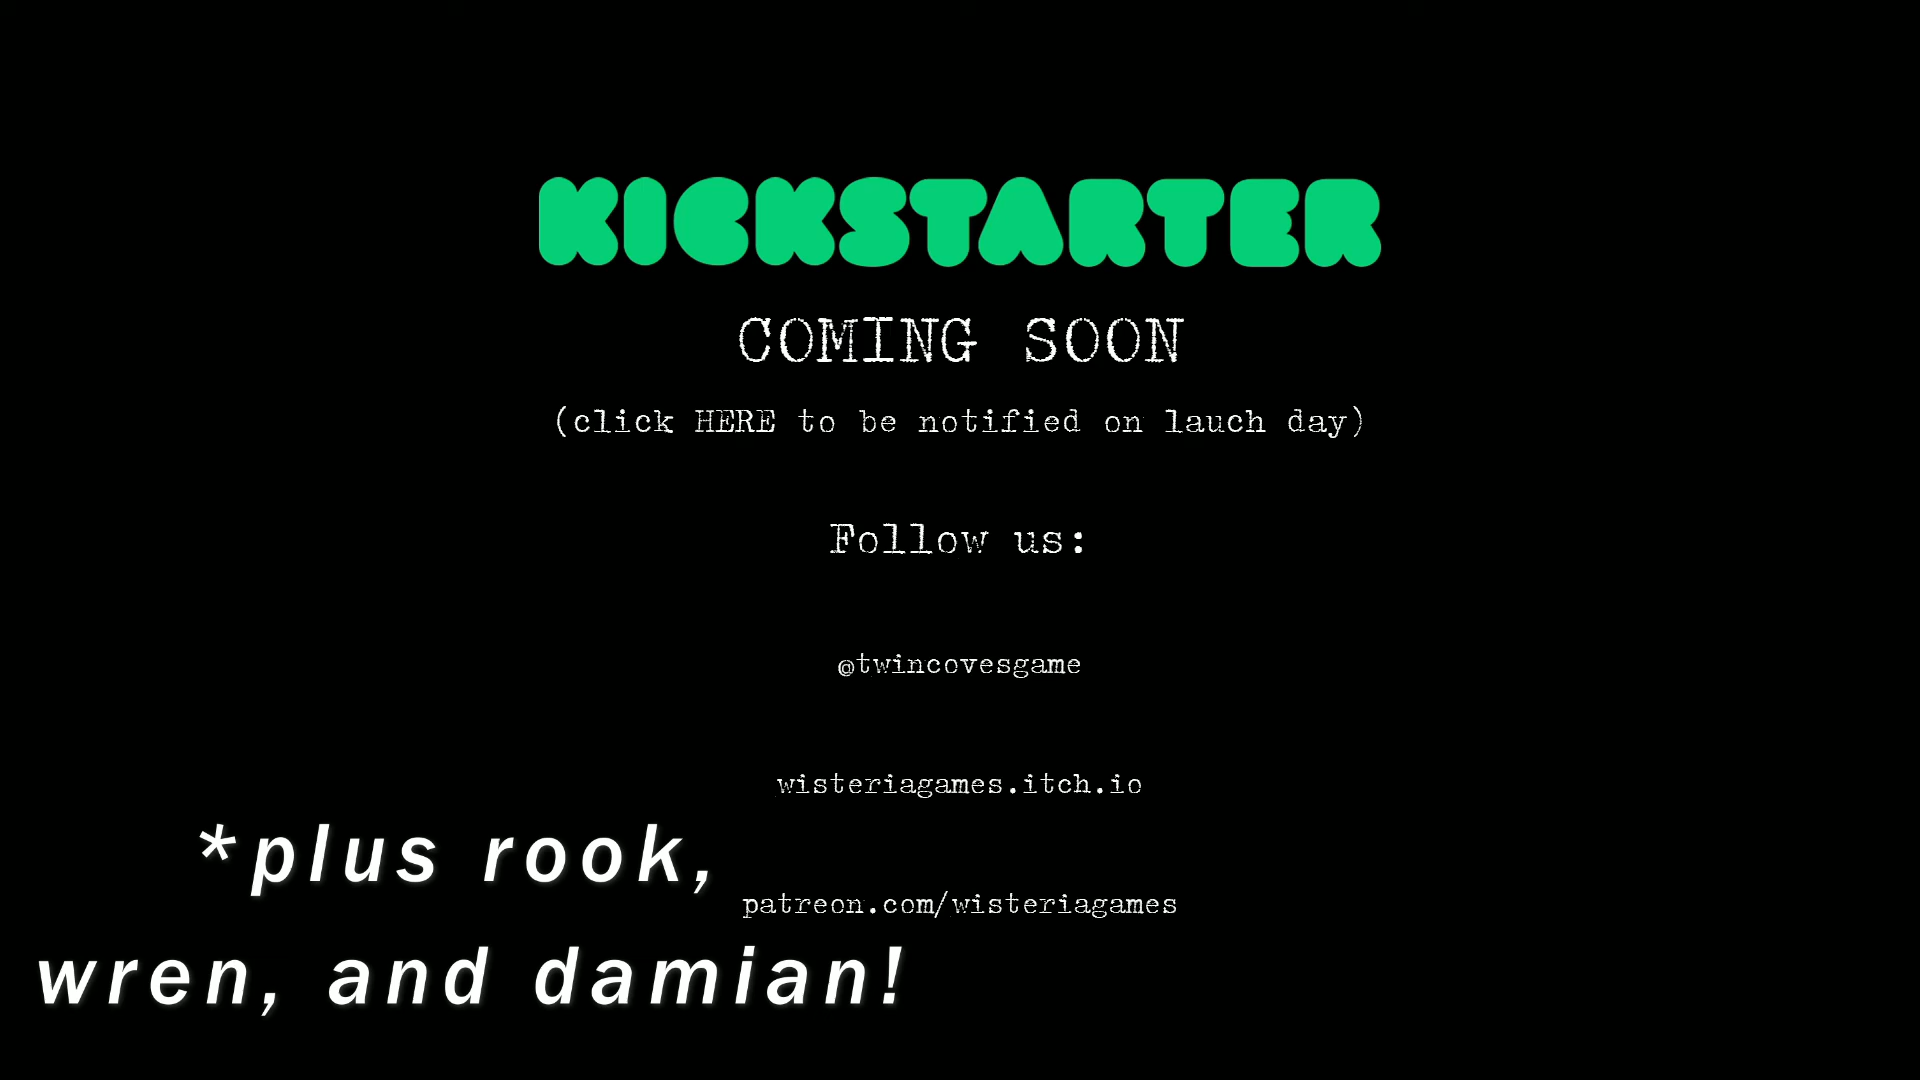 KICKSTARTER
COMING SOON
(click HERE to be notified on lauch day)
Follow us:
@twincovesgame
wisteriagames.itch.io
*plus rook,
patreon.com/wisteriagames
wren, and damian!